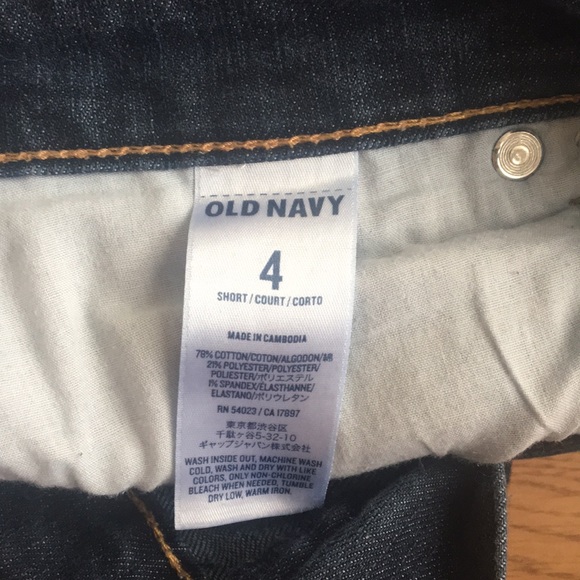 OLD NAVY
4
SHORT/COURT/CORTO
MADE IN CAMBODIA
78% COTTON/COTON/ALGODON/綿
21% POLYESTER/POLYESTER/
POLIESTER/ポリエステル
1% SPANDEX/ELASTHANNE/
ELASTANO/ポリウレタン
RN 54023 / CA 17897
東京都渋谷区
千駄ヶ谷5-32-10
ギャップジャパン株式会社
WASH INSIDE OUT, MACHINE WASH
COLD, WASH AND DRY WITH LIKE
COLORS, ONLY NON-CHLORINE
BLEACH WHEN NEEDED, TUMBLE
DRY LOW, WARM IRON.